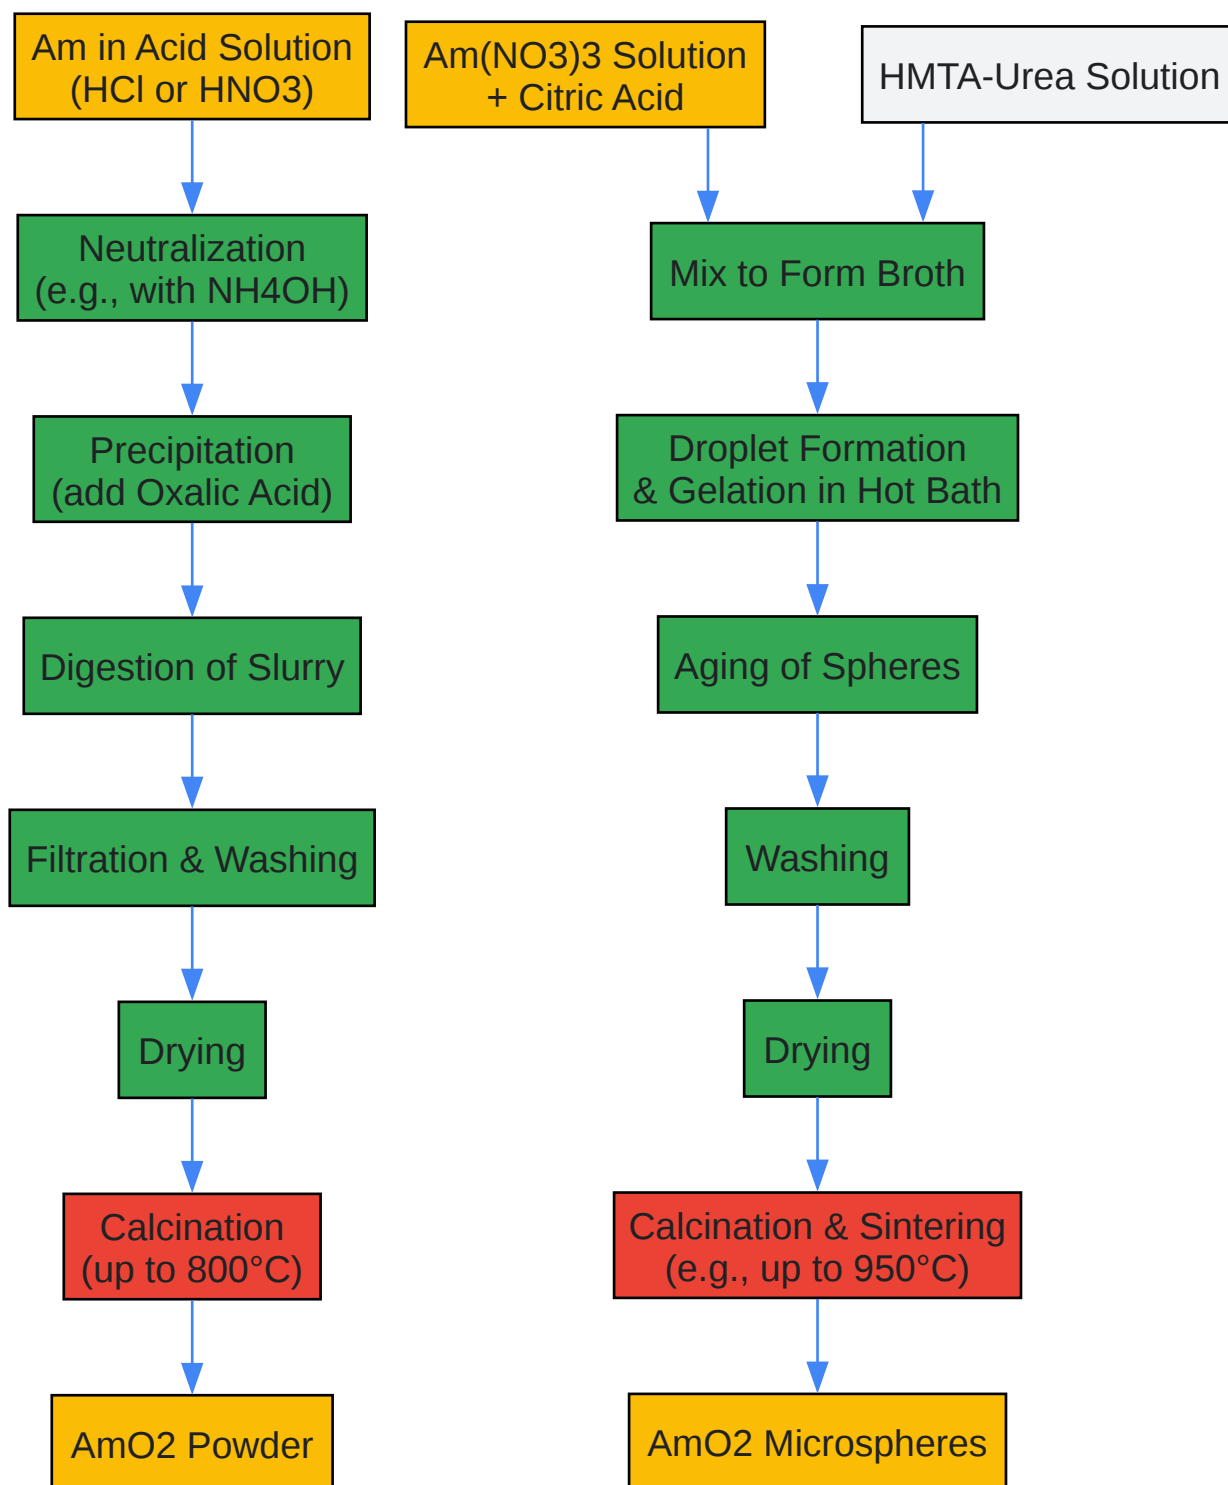 Am in Acid Solution
(HCl or HNO3)
Neutralization
(e.g., with NH4OH)
Precipitation
(add Oxalic Acid)
Digestion of Slurry
Filtration & Washing
Drying
Calcination
(up to 800°C)
AmO2 Powder
Am(NO3)3 Solution
+ Citric Acid
HMTA-Urea Solution
Mix to Form Broth
Droplet Formation
& Gelation in Hot Bath
Aging of Spheres
Washing
Drying
Calcination & Sintering
(e.g., up to 950°C)
AmO2 Microspheres